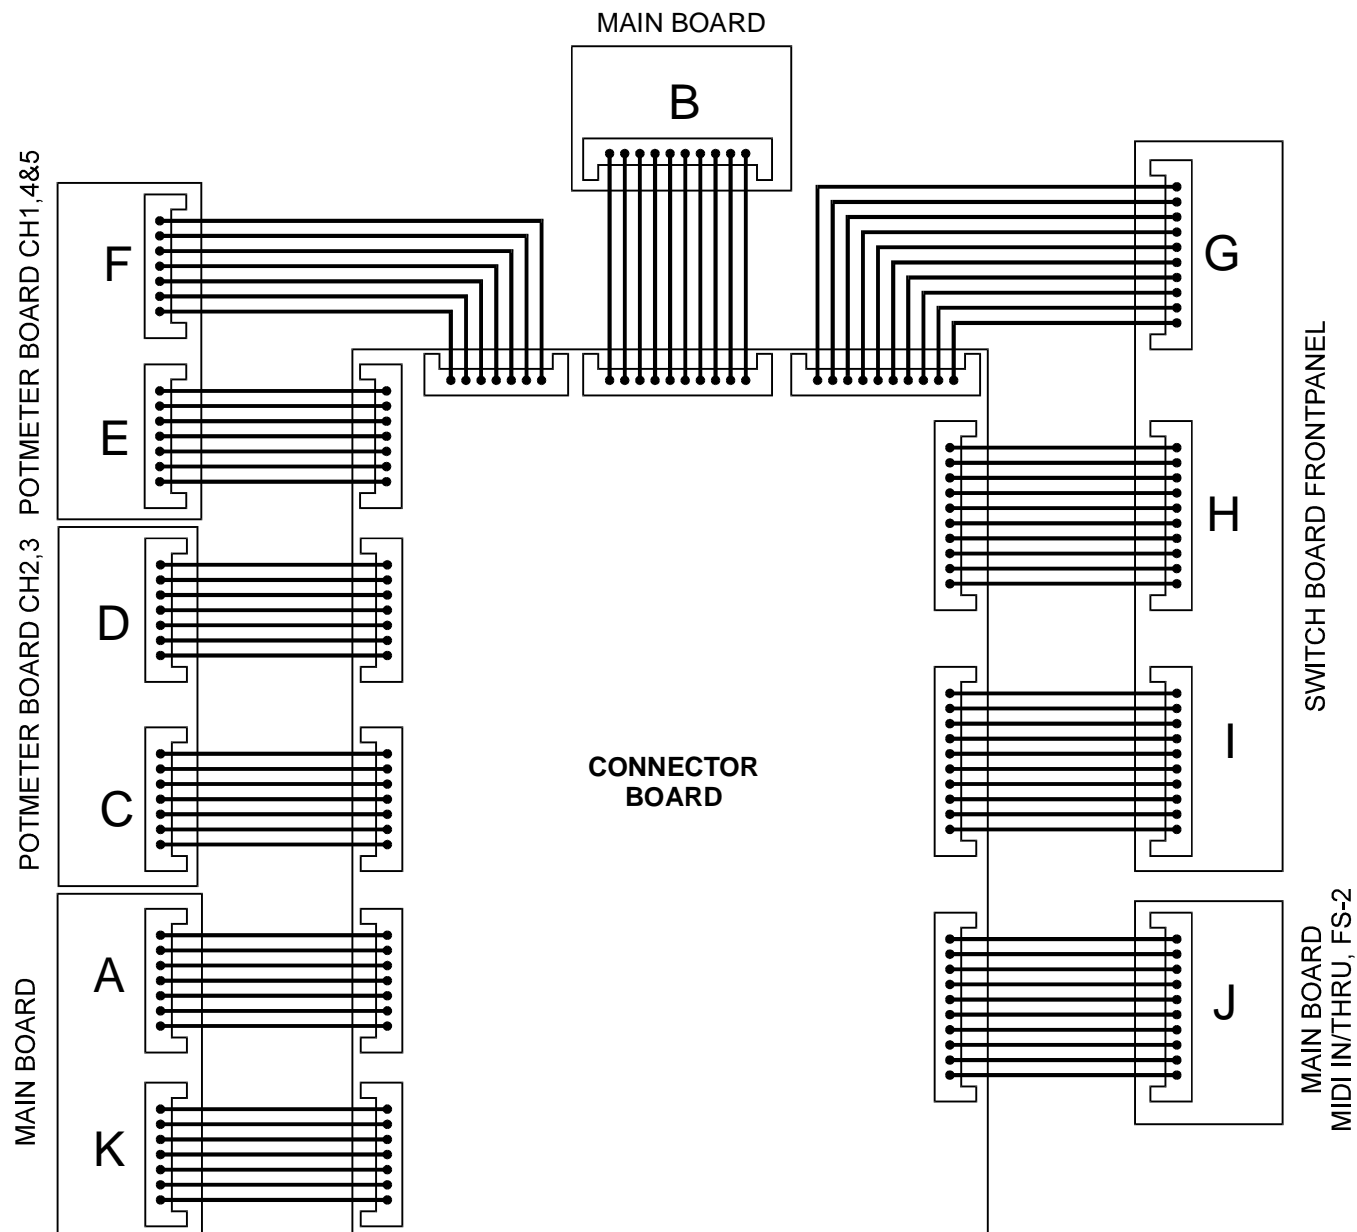 MAIN BOARD
B
POTMETER BOARD CH1,4&5
F
G
E
H
SWITCH BOARD FRONTPANEL
POTMETER BOARD CH2,3
D
C
I
CONNECTOR
BOARD
MAIN BOARD
A
K
J
MAIN BOARD
MIDI IN/THRU, FS-2